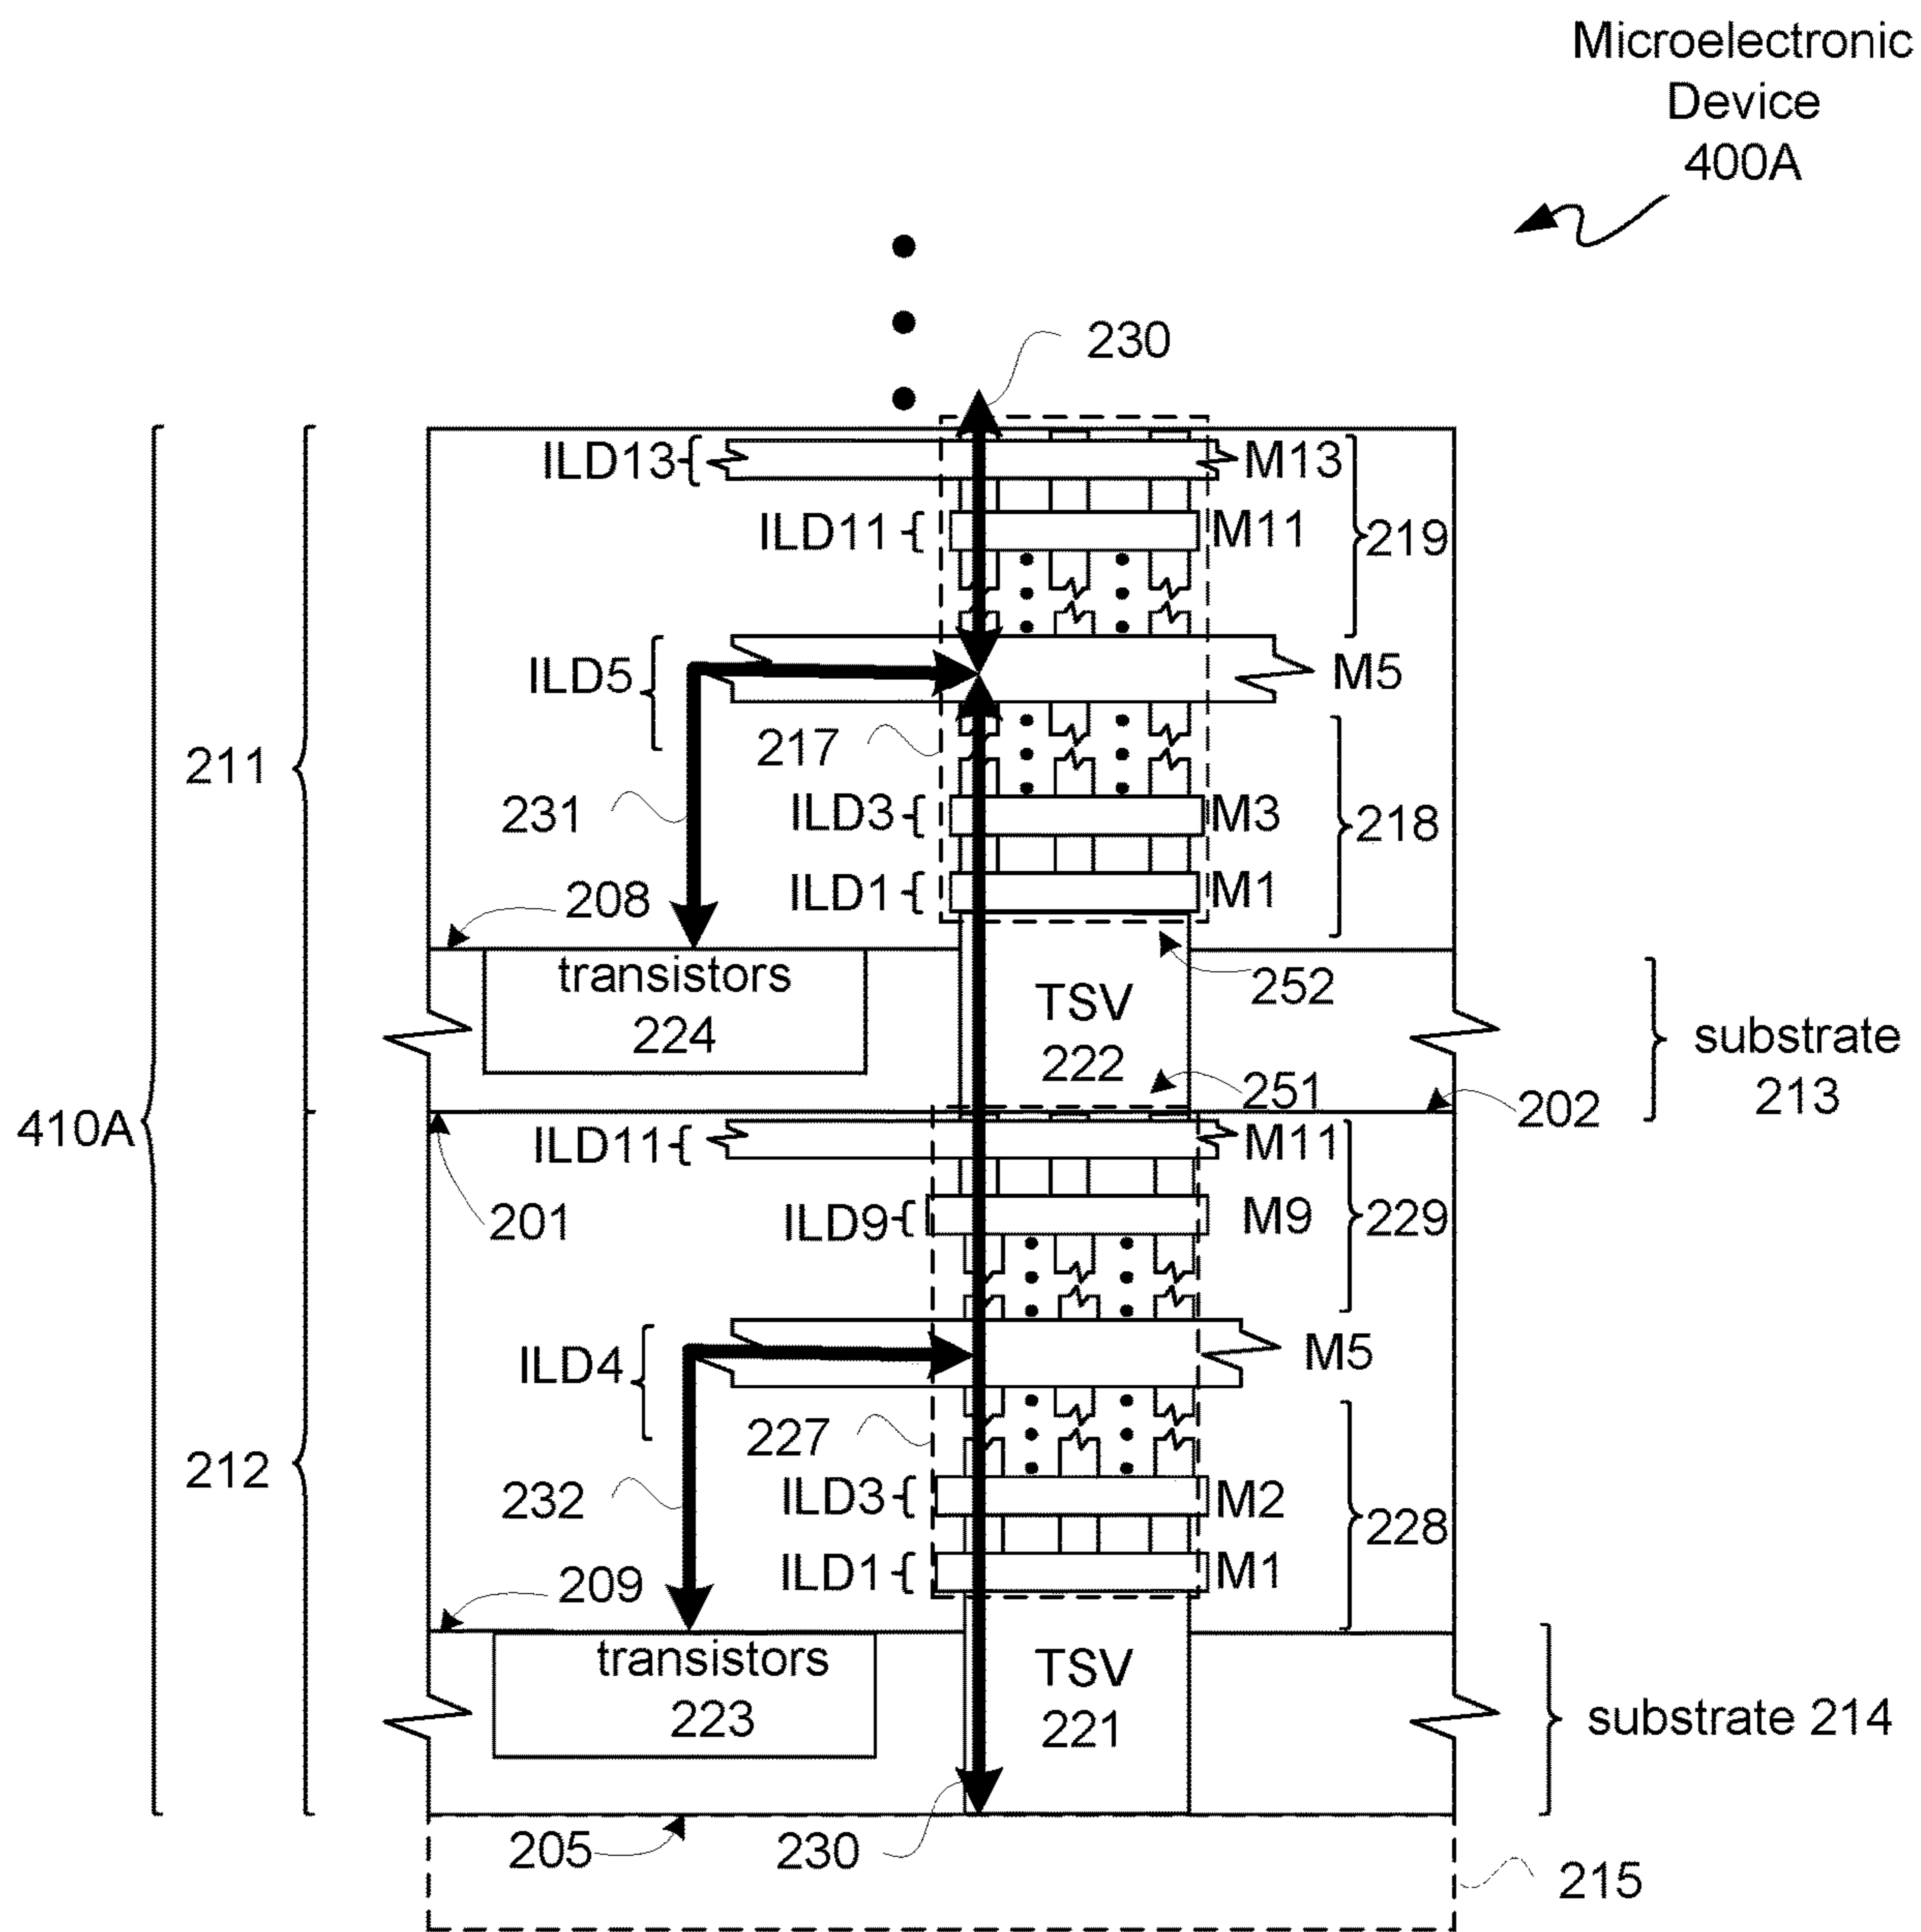 Microelectronic
Device
400A
230
ILD13
M13
ILD11
M11
219
ILD5
M5
211
217
231
ILD3
M3
218
208
ILD1
M1
transistors
224
TSV
222
252
substrate
213
251
410A
202
ILD11
M11
201
ILD9
M9
229
ILD4
M5
227
212
232
ILD3
M2
228
209
ILD1
M1
transistors
223
TSV
221
substrate 214
205
230
215